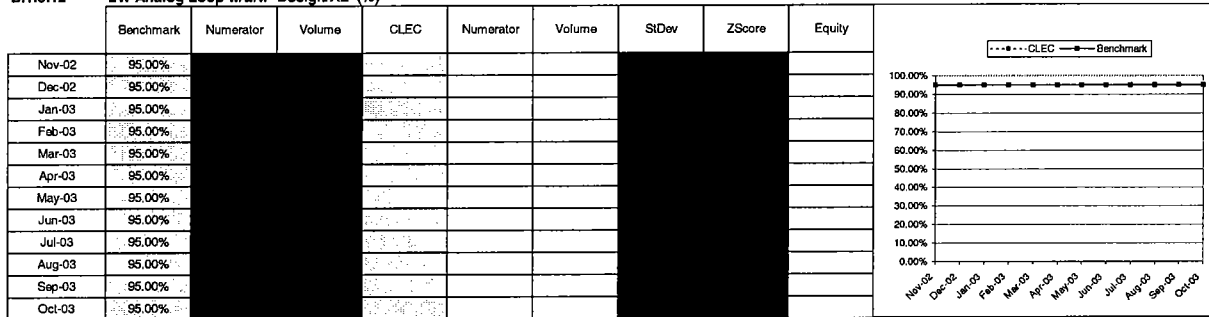 2w Analog Loop
(%)
Benchmark Numerator Volume CLEC Numerator Volume StDev ZScore Equity
Nov-02 95.00%
Dec-02 95.00%
Jan-03 95.00%
Feb-03 95.00%
Mar-03 95.00%
Apr-03 95.00%
May-03 95.00%
Jun-03 95.00%
Jul-03 95.00%
Aug-03 95.00%
Sep-03 95.00%
Oct-03 95.00%
CLEC Benchmark
100.00%
90.00%
80.00%
70.00%
60.00%
50.00%
40.00%
30.00%
20.00%
10.00%
0.00%
Nov-02 Dec-02 Jan-03 Feb-03 Mar-03 Apr-03 May-03 Jun-03 Jul-03 Aug-03 Sep-03 Oct-03